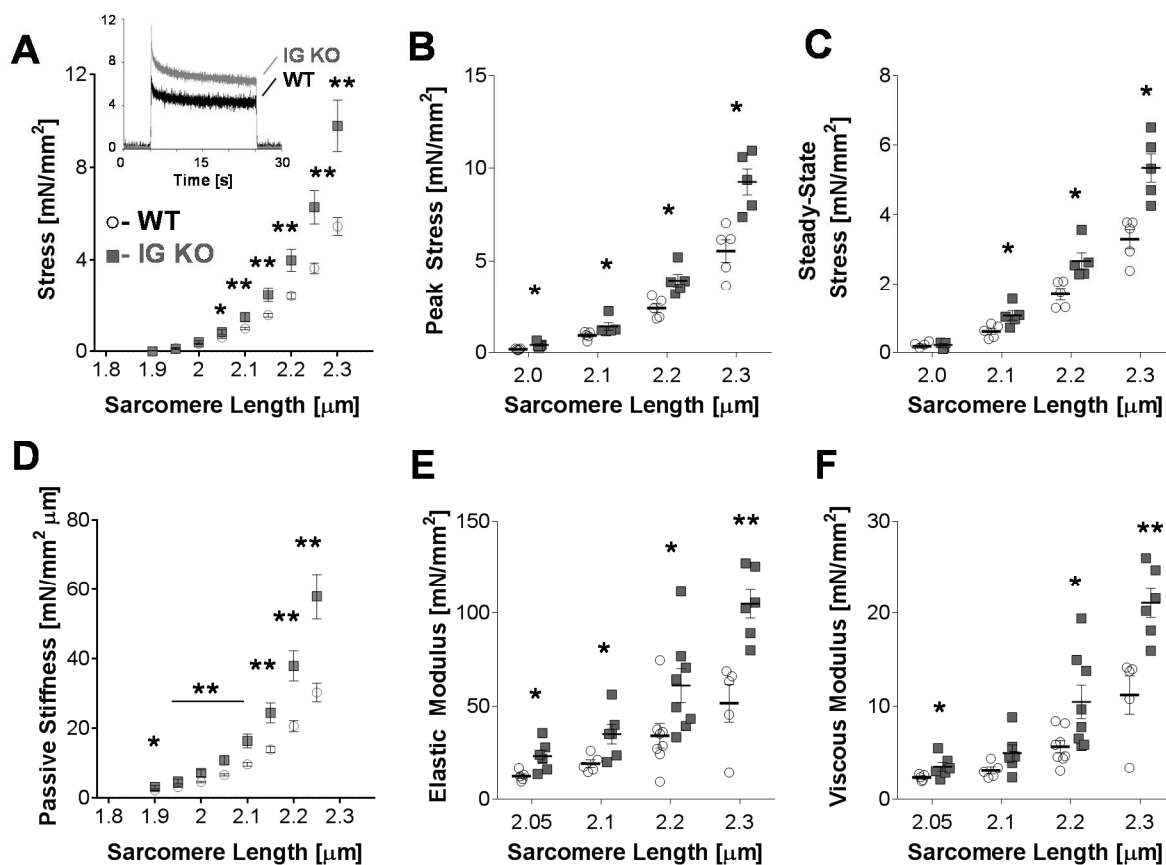 A
12
8
4
0
0
15
30
Time [s]
IG KO
WT
**
**
**
**
**
*
12
8
4
0
Stress [mN/mm²]
O- WT
■- IG KO
1.8 1.9 2.0 2.1 2.2 2.3
Sarcomere Length [μm]
B
15
10
5
0
Peak Stress [mN/mm²]
* * * *
2.0 2.1 2.2 2.3
Sarcomere Length [μm]
C
8
6
4
2
0
Steady-State
Stress [mN/mm²]
* * *
2.0 2.1 2.2 2.3
Sarcomere Length [μm]
D
80
60
40
20
0
Passive Stiffness [mN/mm² μm]
* ** ** ** **
1.8 1.9 2 2.1 2.2 2.3
Sarcomere Length [μm]
E
150
100
50
0
Elastic Modulus [mN/mm²]
* * * **
2.05 2.1 2.2 2.3
Sarcomere Length [μm]
F
30
20
10
0
Viscous Modulus [mN/mm²]
* * **
2.05 2.1 2.2 2.3
Sarcomere Length [μm]